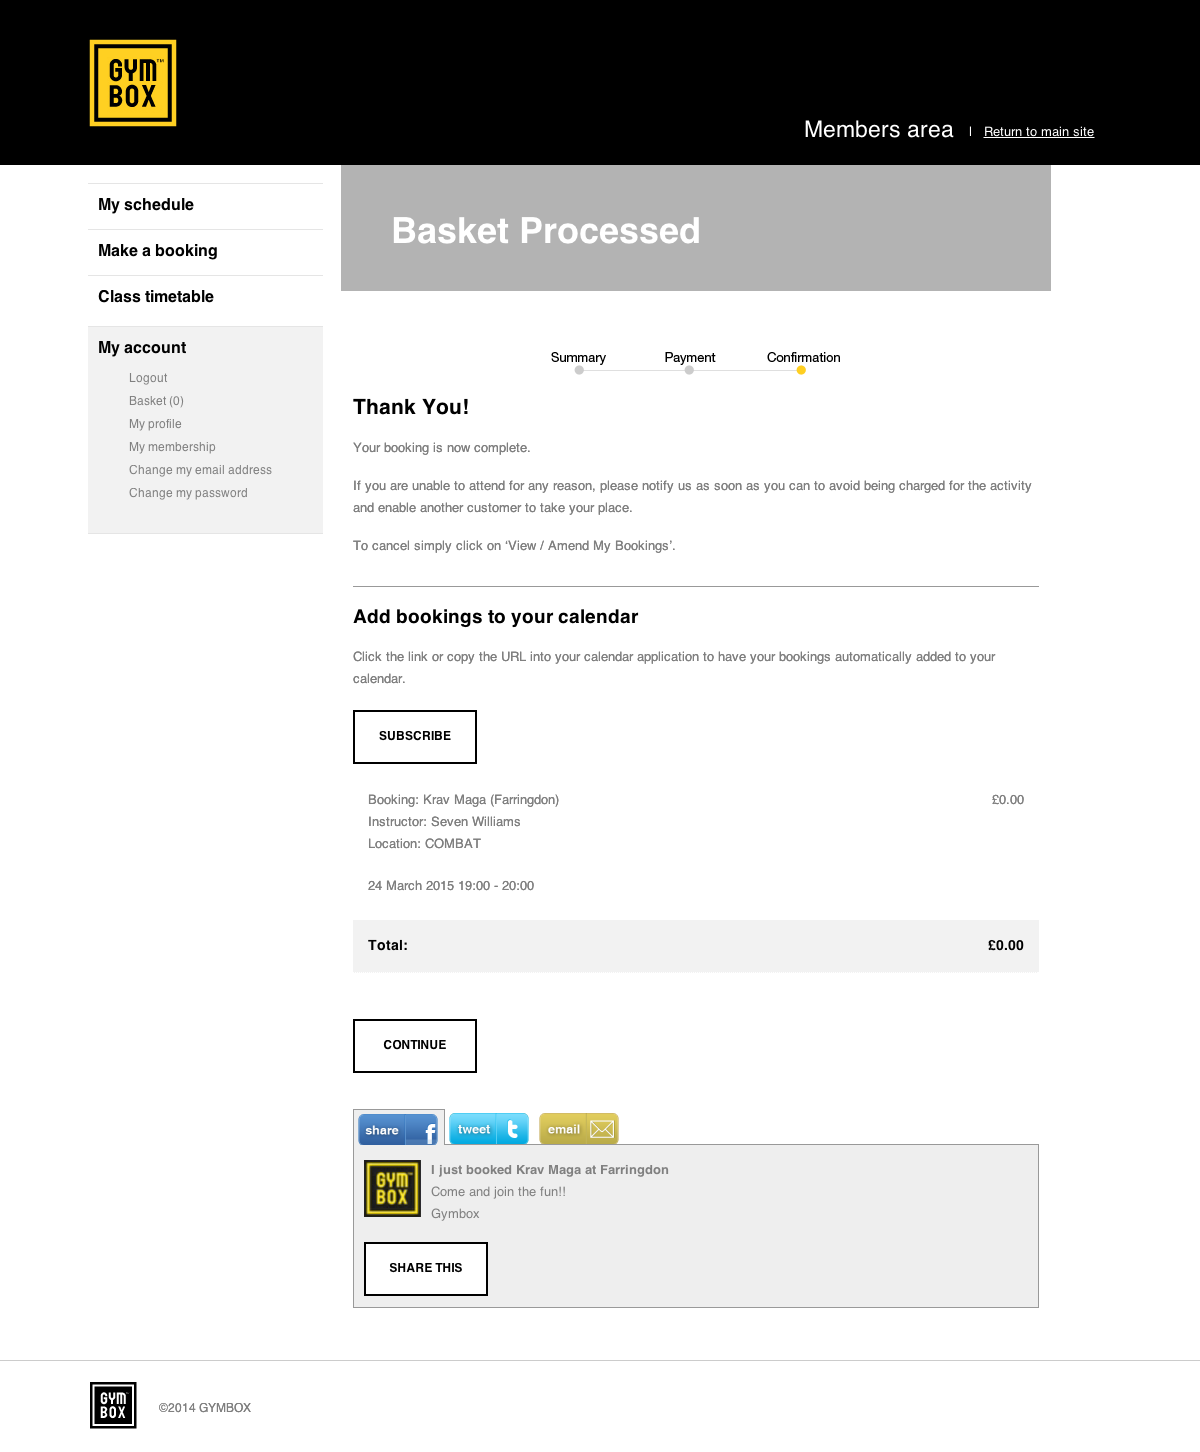 GYM™
BOX
Members area | Return to main site
My schedule
Make a booking
Class timetable
My account
Logout
Basket (0)
My profile
My membership
Change my email address
Change my password
Basket Processed
Summary Payment Confirmation
Thank You!
Your booking is now complete.
If you are unable to attend for any reason, please notify us as soon as you can to avoid being charged for the activity
and enable another customer to take your place.
To cancel simply click on ‘View / Amend My Bookings’.
Add bookings to your calendar
Click the link or copy the URL into your calendar application to have your bookings automatically added to your
calendar.
SUBSCRIBE
Booking: Krav Maga (Farringdon) £0.00
Instructor: Seven Williams
Location: COMBAT
24 March 2015 19:00 - 20:00
Total: £0.00
CONTINUE
share f tweet t email
GYM
BOX
I just booked Krav Maga at Farringdon
Come and join the fun!!
Gymbox
SHARE THIS
GYM
BOX
©2014 GYMBOX